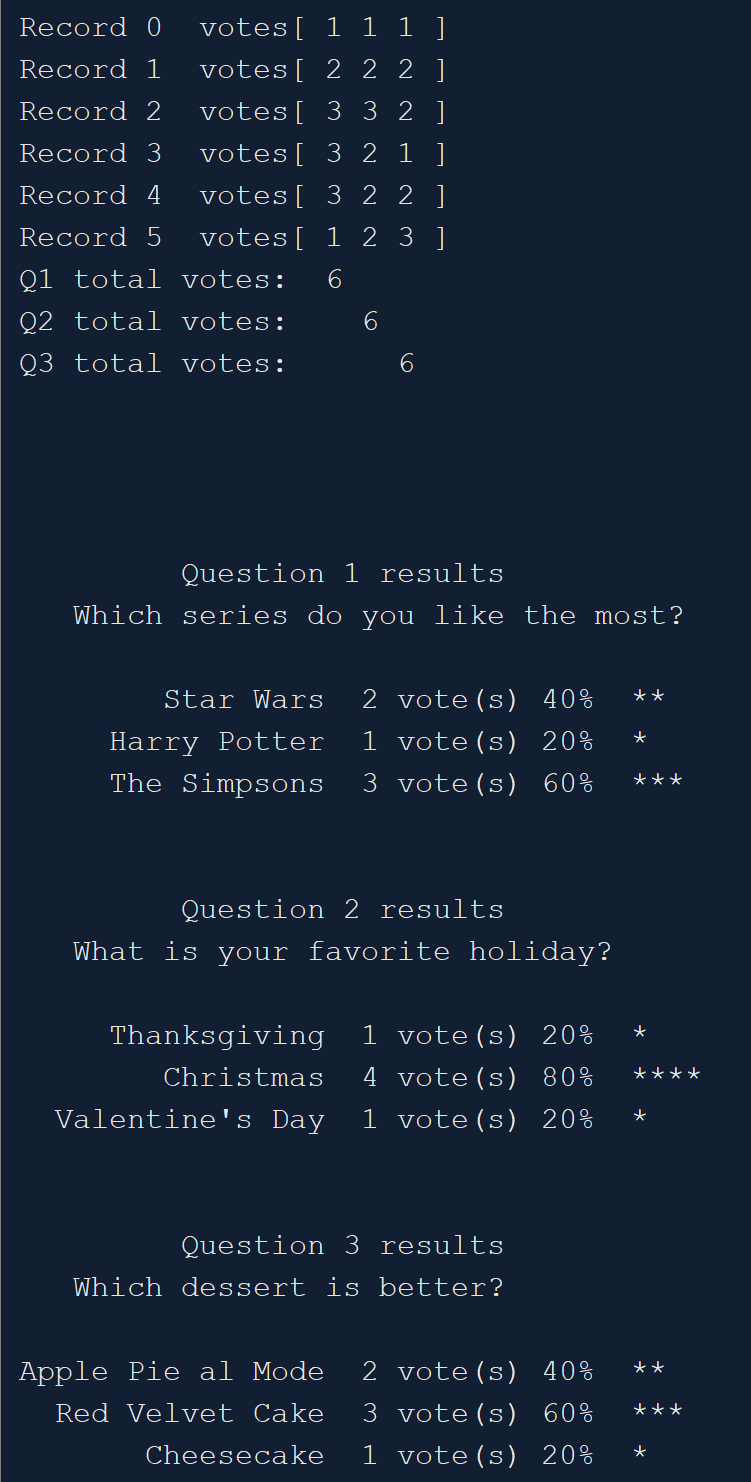 Record 0  votes[ 1 1 1 ]
Record 1  votes[ 2 2 2 ]
Record 2  votes[ 3 3 2 ]
Record 3  votes[ 3 2 1 ]
Record 4  votes[ 3 2 2 ]
Record 5  votes[ 1 2 3 ]
Q1 total votes:  6
Q2 total votes:    6
Q3 total votes:      6
Question 1 results
Which series do you like the most?
Star Wars  2 vote(s) 40%  **
Harry Potter  1 vote(s) 20%  *
The Simpsons  3 vote(s) 60%  ***
Question 2 results
What is your favorite holiday?
Thanksgiving  1 vote(s) 20%  *
Christmas  4 vote(s) 80%  ****
Valentine's Day  1 vote(s) 20%  *
Question 3 results
Which dessert is better?
Apple Pie al Mode  2 vote(s) 40%  **
Red Velvet Cake  3 vote(s) 60%  ***
Cheesecake  1 vote(s) 20%  *